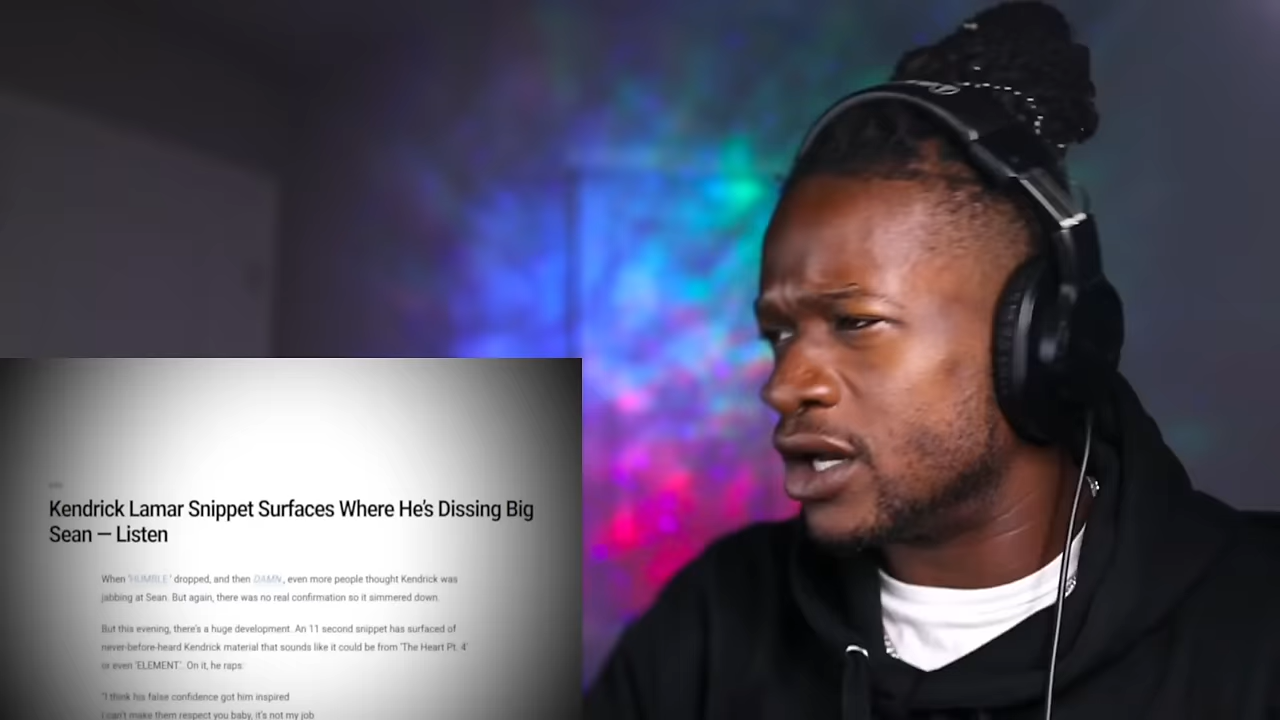 Kendrick Lamar Snippet Surfaces Where He's Dissing Big
Sean — Listen
When 'HUMBLE.' dropped, and then DAMN., even more people thought Kendrick was
jabbing at Sean. But again, there was no real confirmation so it simmered down.
But this evening, there's a huge development. An 11 second snippet has surfaced of
never-before-heard Kendrick material that sounds like it could be from 'The Heart Pt. 4'
or even 'ELEMENT'. On it, he raps:
"I think his false confidence got him inspired
I can't make them respect you baby, it's not my job